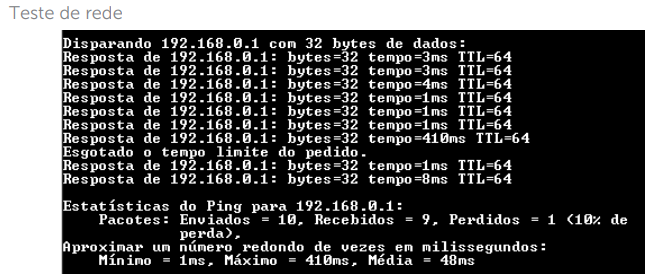 Teste de rede
Disparando 192.168.0.1 com 32 bytes de dados:
Resposta de 192.168.0.1: bytes=32 tempo=3ms TTL=64
Resposta de 192.168.0.1: bytes=32 tempo=3ms TTL=64
Resposta de 192.168.0.1: bytes=32 tempo=4ms TTL=64
Resposta de 192.168.0.1: bytes=32 tempo=1ms TTL=64
Resposta de 192.168.0.1: bytes=32 tempo=1ms TTL=64
Resposta de 192.168.0.1: bytes=32 tempo=1ms TTL=64
Resposta de 192.168.0.1: bytes=32 tempo=410ms TTL=64
Esgotado o tempo limite do pedido.
Resposta de 192.168.0.1: bytes=32 tempo=1ms TTL=64
Resposta de 192.168.0.1: bytes=32 tempo=8ms TTL=64
Estatísticas do Ping para 192.168.0.1:
Pacotes: Enviados = 10, Recebidos = 9, Perdidos = 1 (10% de
perda),
Aproximar um número redondo de vezes em milissegundos:
Mínimo = 1ms, Máximo = 410ms, Média = 48ms